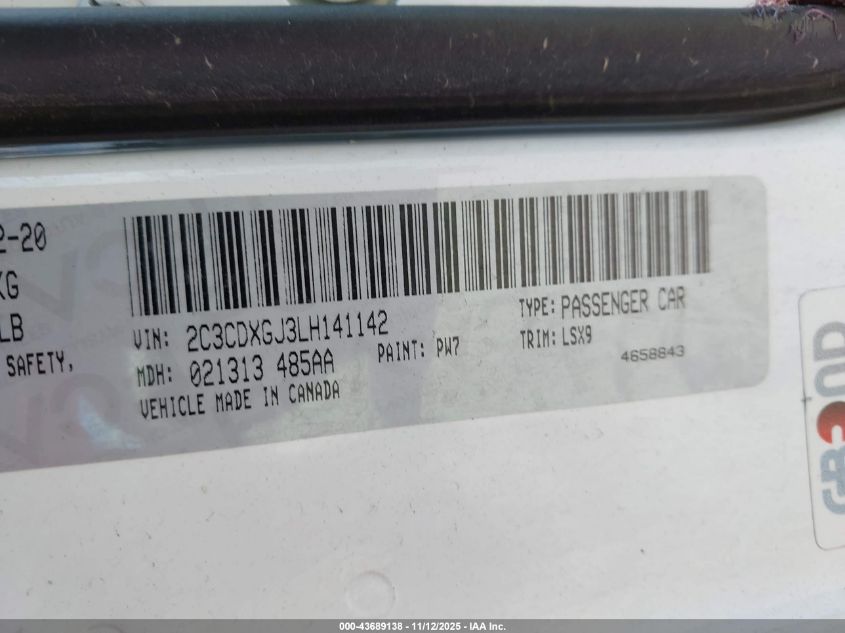 2-20
KG
LB
SAFETY,
VIN: 2C3CDXGJ3LH141142
TYPE: PASSENGER CAR
MDH: 021313 485AA
PAINT: PW7
TRIM: LSX9
4658843
VEHICLE MADE IN CANADA
000-43689138 - 11/12/2025 - IAA Inc.